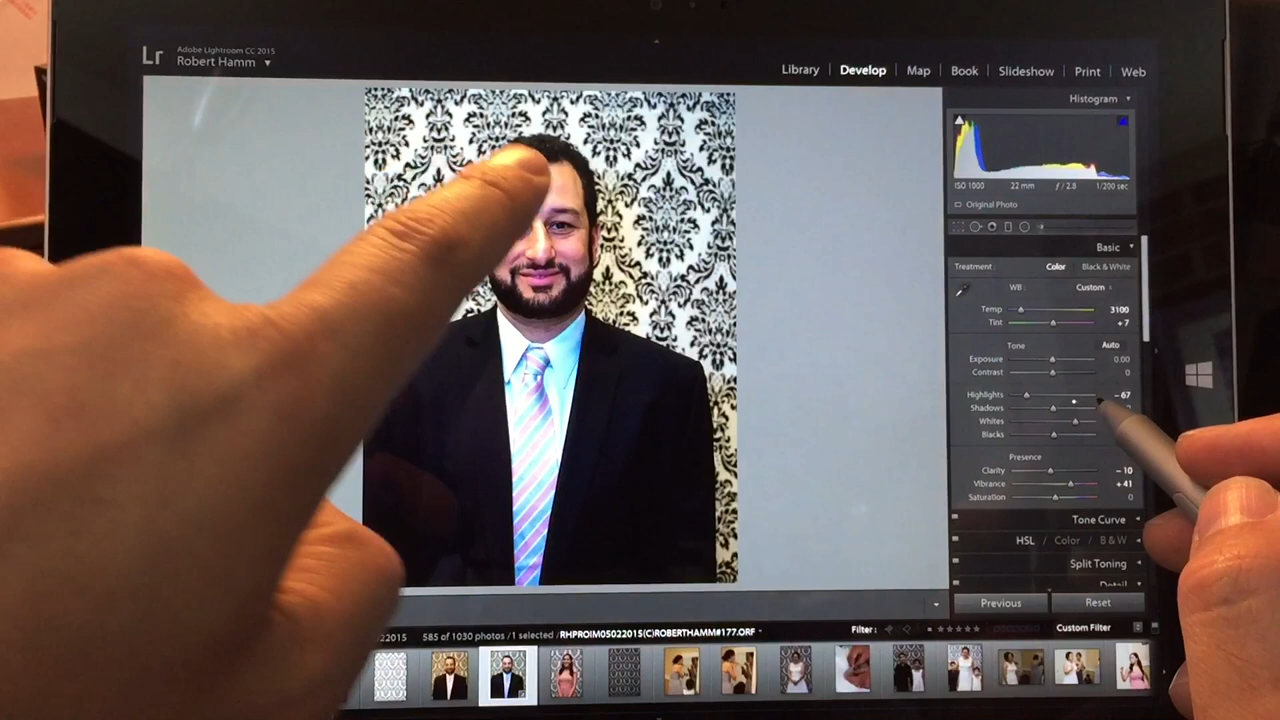 Lr
Adobe Lightroom CC 2015
Robert Hamm
Library | Develop | Map | Book | Slideshow | Print | Web
Histogram
ISO 1000 22 mm ƒ / 2.8 1/200 sec
Original Photo
Basic
Treatment: Color Black & White
WB: Custom
Temp 3100
Tint +7
Tone Auto
Exposure 0.00
Contrast 0
Highlights -67
Shadows
Whites
Blacks
Presence
Clarity -10
Vibrance +41
Saturation 0
Tone Curve
HSL / Color / B & W
Split Toning
Detail
Previous Reset
2015 585 of 1030 photos / 1 selected / RHPROIM05022015(C)ROBERTHAMM#177.ORF Filter: Custom Filter